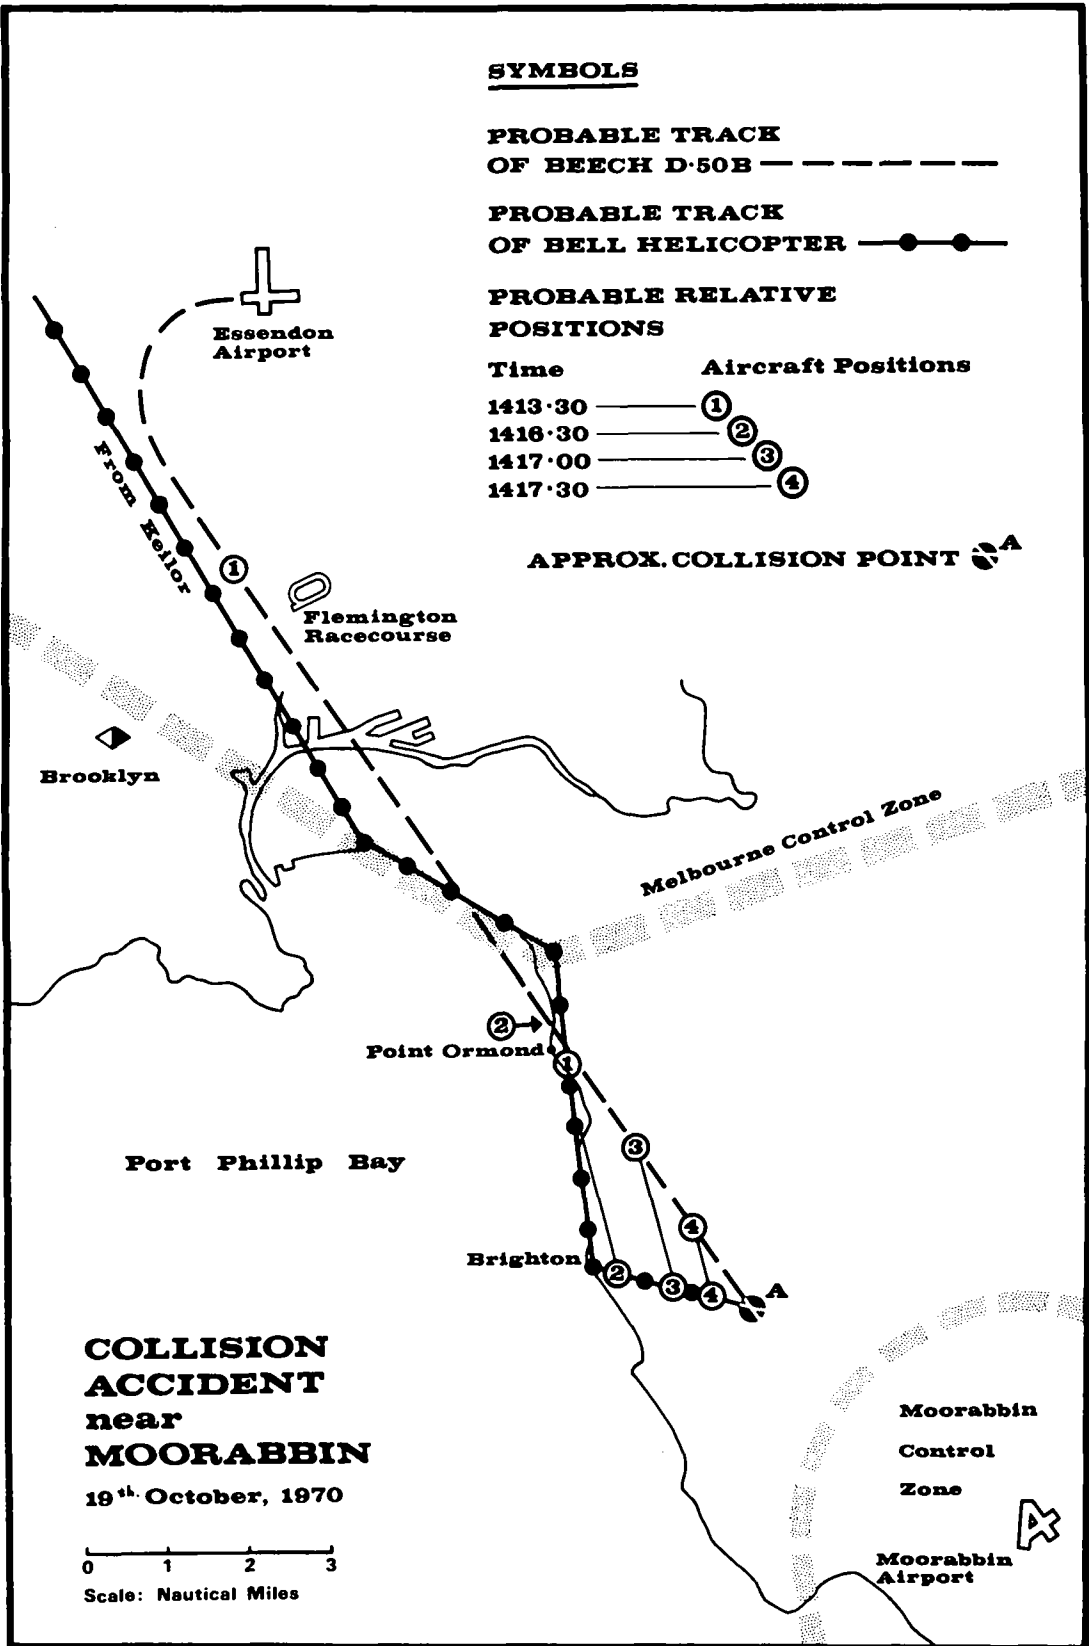 SYMBOLS
PROBABLE TRACK
OF BEECH D·50B
PROBABLE TRACK
OF BELL HELICOPTER
PROBABLE RELATIVE
POSITIONS
Time Aircraft Positions
1413·30 1
1416·30 2
1417·00 3
1417·30 4
APPROX. COLLISION POINT A
Essendon
Airport
From Keilor
1
Flemington
Racecourse
Brooklyn
Melbourne Control Zone
2
Point Ormond
1
3
Port Phillip Bay
4
Brighton
2
3
4
A
COLLISION
ACCIDENT
near
MOORABBIN
19th. October, 1970
0 1 2 3
Scale: Nautical Miles
Moorabbin
Control
Zone
Moorabbin
Airport